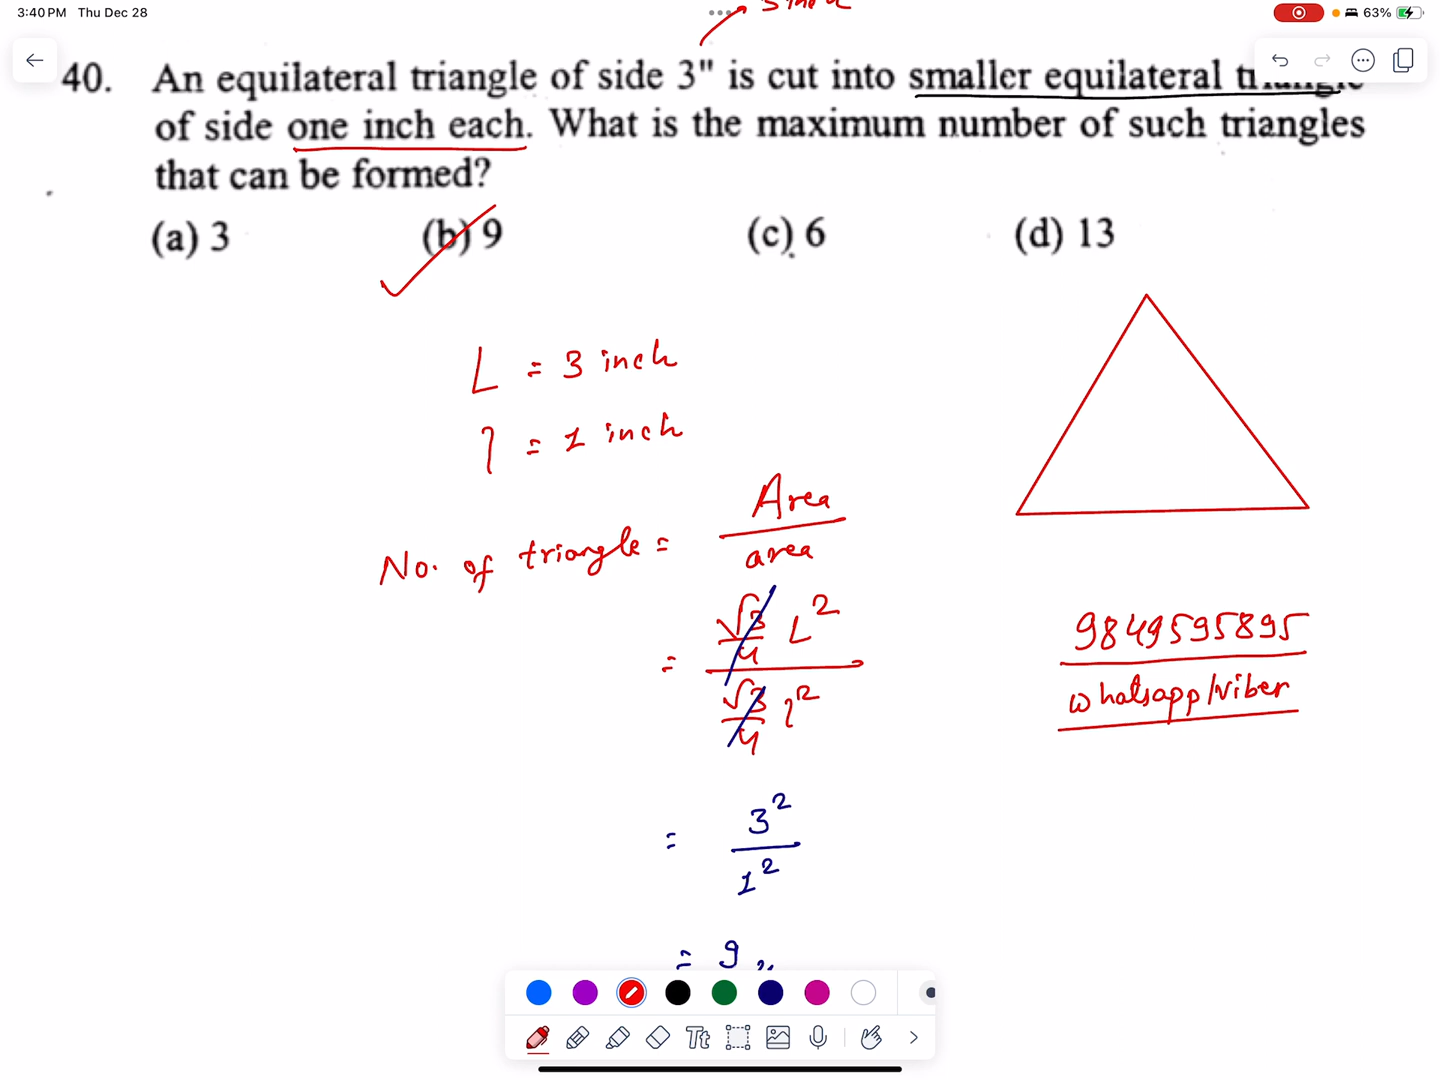 3:40 PM Thu Dec 28
63%
40. An equilateral triangle of side 3" is cut into smaller equilateral triangle
of side one inch each. What is the maximum number of such triangles
that can be formed?
(a) 3 (b) 9 (c) 6 (d) 13
L = 3 inch
l = 1 inch
No. of triangle = Area / area
= √3/4 L² / √3/4 l²
9849595895
whatsapp/viber
= 3² / 1²
= 9
Tt